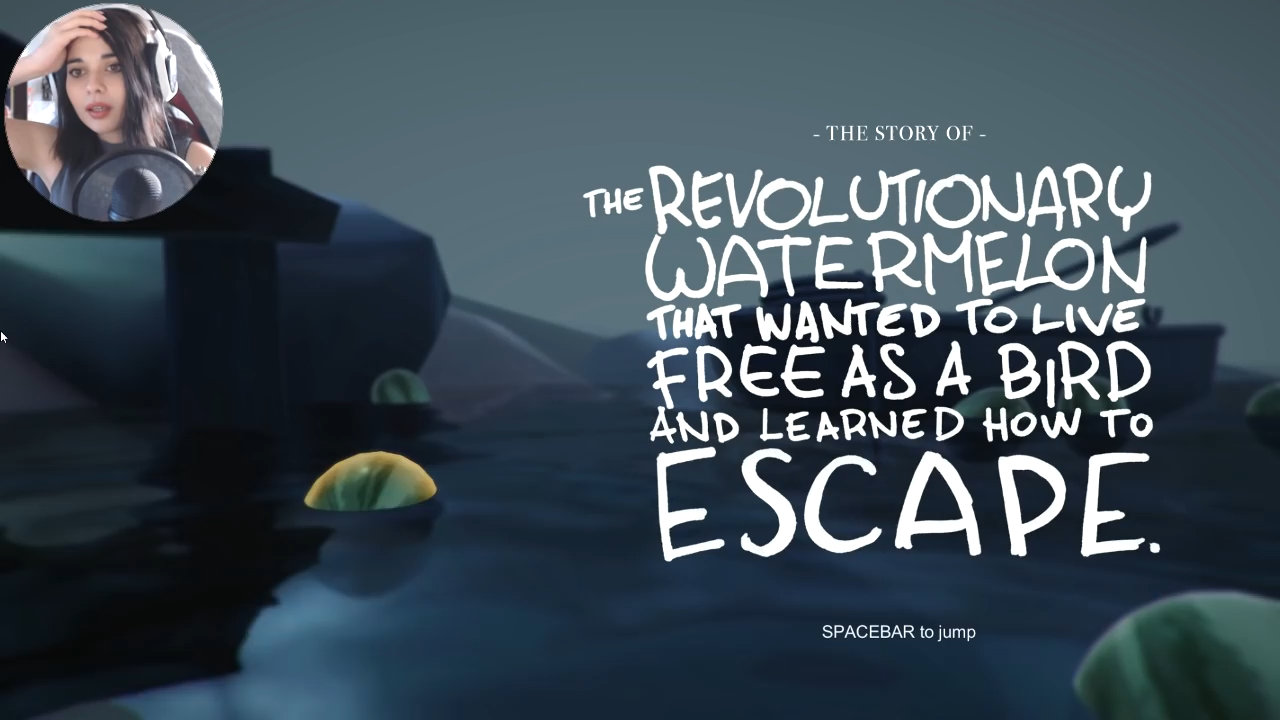 - THE STORY OF -
THE REVOLUTIONARY
WATERMELON
THAT WANTED TO LIVE
FREE AS A BIRD
AND LEARNED HOW TO
ESCAPE.
SPACEBAR to jump